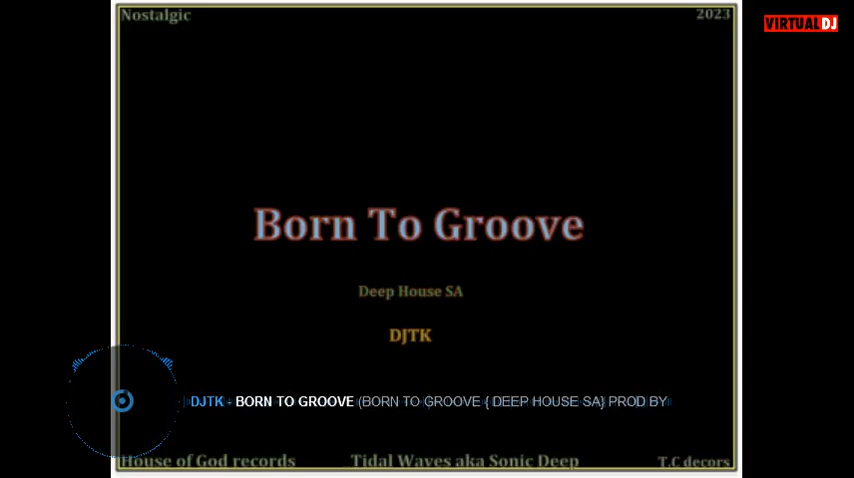 Nostalgic
2023
VIRTUALDJ
Born To Groove
Deep House SA
DJTK
DJTK - BORN TO GROOVE (BORN TO GROOVE { DEEP HOUSE SA} PROD BY
House of God records
Tidal Waves aka Sonic Deep
T.C decors